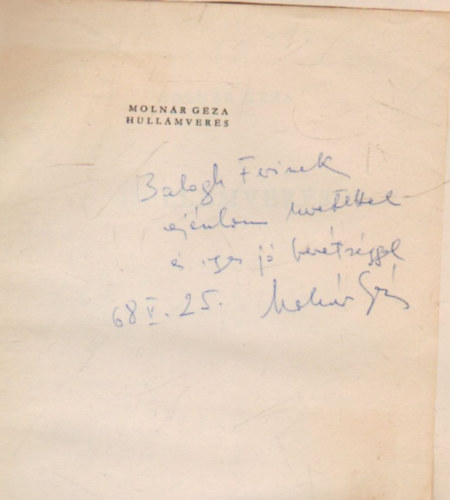 MOLNÁR GÉZA
HULLÁMVERÉS
Balogh Ferinek
ajánlom szeretettel
és igaz jó barátsággal
68 V. 25. Molnár Géza